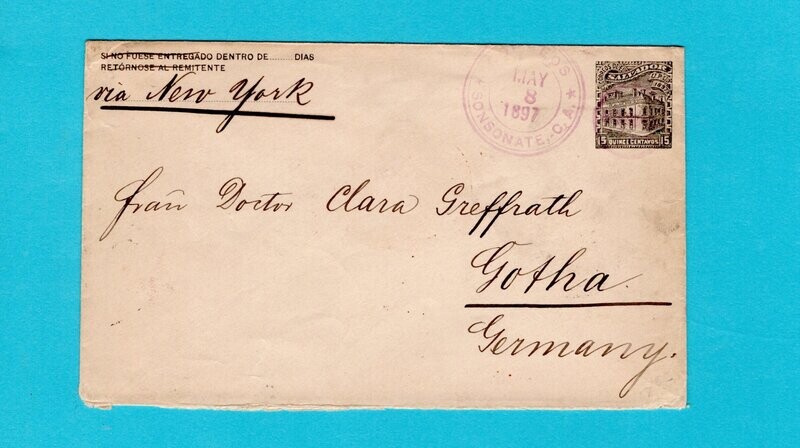 SI NO FUESE ENTREGADO DENTRO DE ...... DIAS
RETÓRNOSE AL REMITENTE
via New York
MAY
8
1897
SONSONATE, C.A.
SALVADOR
15 QUINCE CENTAVOS 15
Frau Doctor Clara Greffrath
Gotha.
Germany.